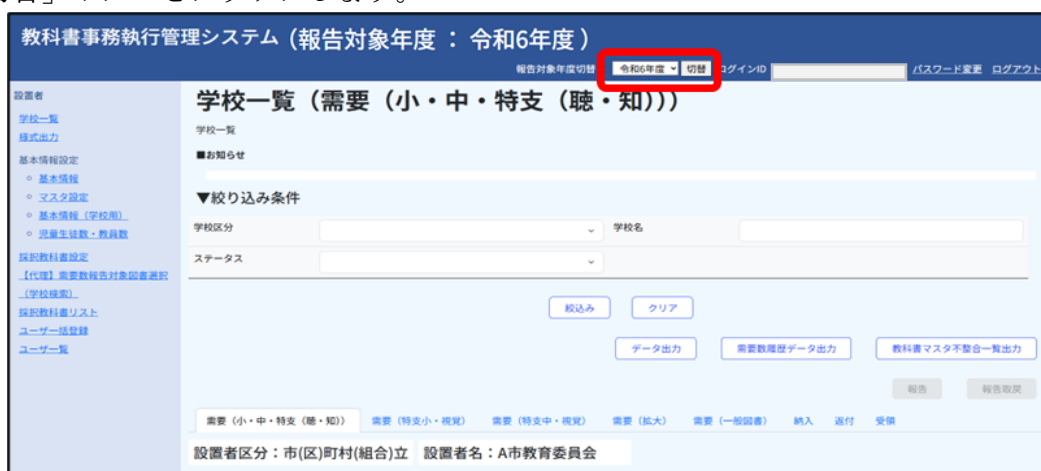 教科書事務執行管理システム (報告対象年度 : 令和6年度 )
報告対象年度切替 令和6年度 切替 ログインID パスワード変更 ログアウト
設置者
学校一覧
様式出力
基本情報設定
基本情報
マスタ設定
基本情報（学校用）
児童生徒数・教員数
採択教科書設定
【代理】需要数報告対象図書選択
（学校検索）
採択教科書リスト
ユーザ一括登録
ユーザ一覧
学校一覧（需要（小・中・特支（聴・知）））
学校一覧
■お知らせ
▼絞り込み条件
学校区分 学校名
ステータス
絞込み クリア
データ出力 需要数履歴データ出力 教科書マスタ不整合一覧出力
報告 報告取戻
需要（小・中・特支（聴・知）） 需要（特支小・視覚） 需要（特支中・視覚） 需要（拡大） 需要（一般図書） 納入 返付 受領
設置者区分：市(区)町村(組合)立 設置者名：A市教育委員会